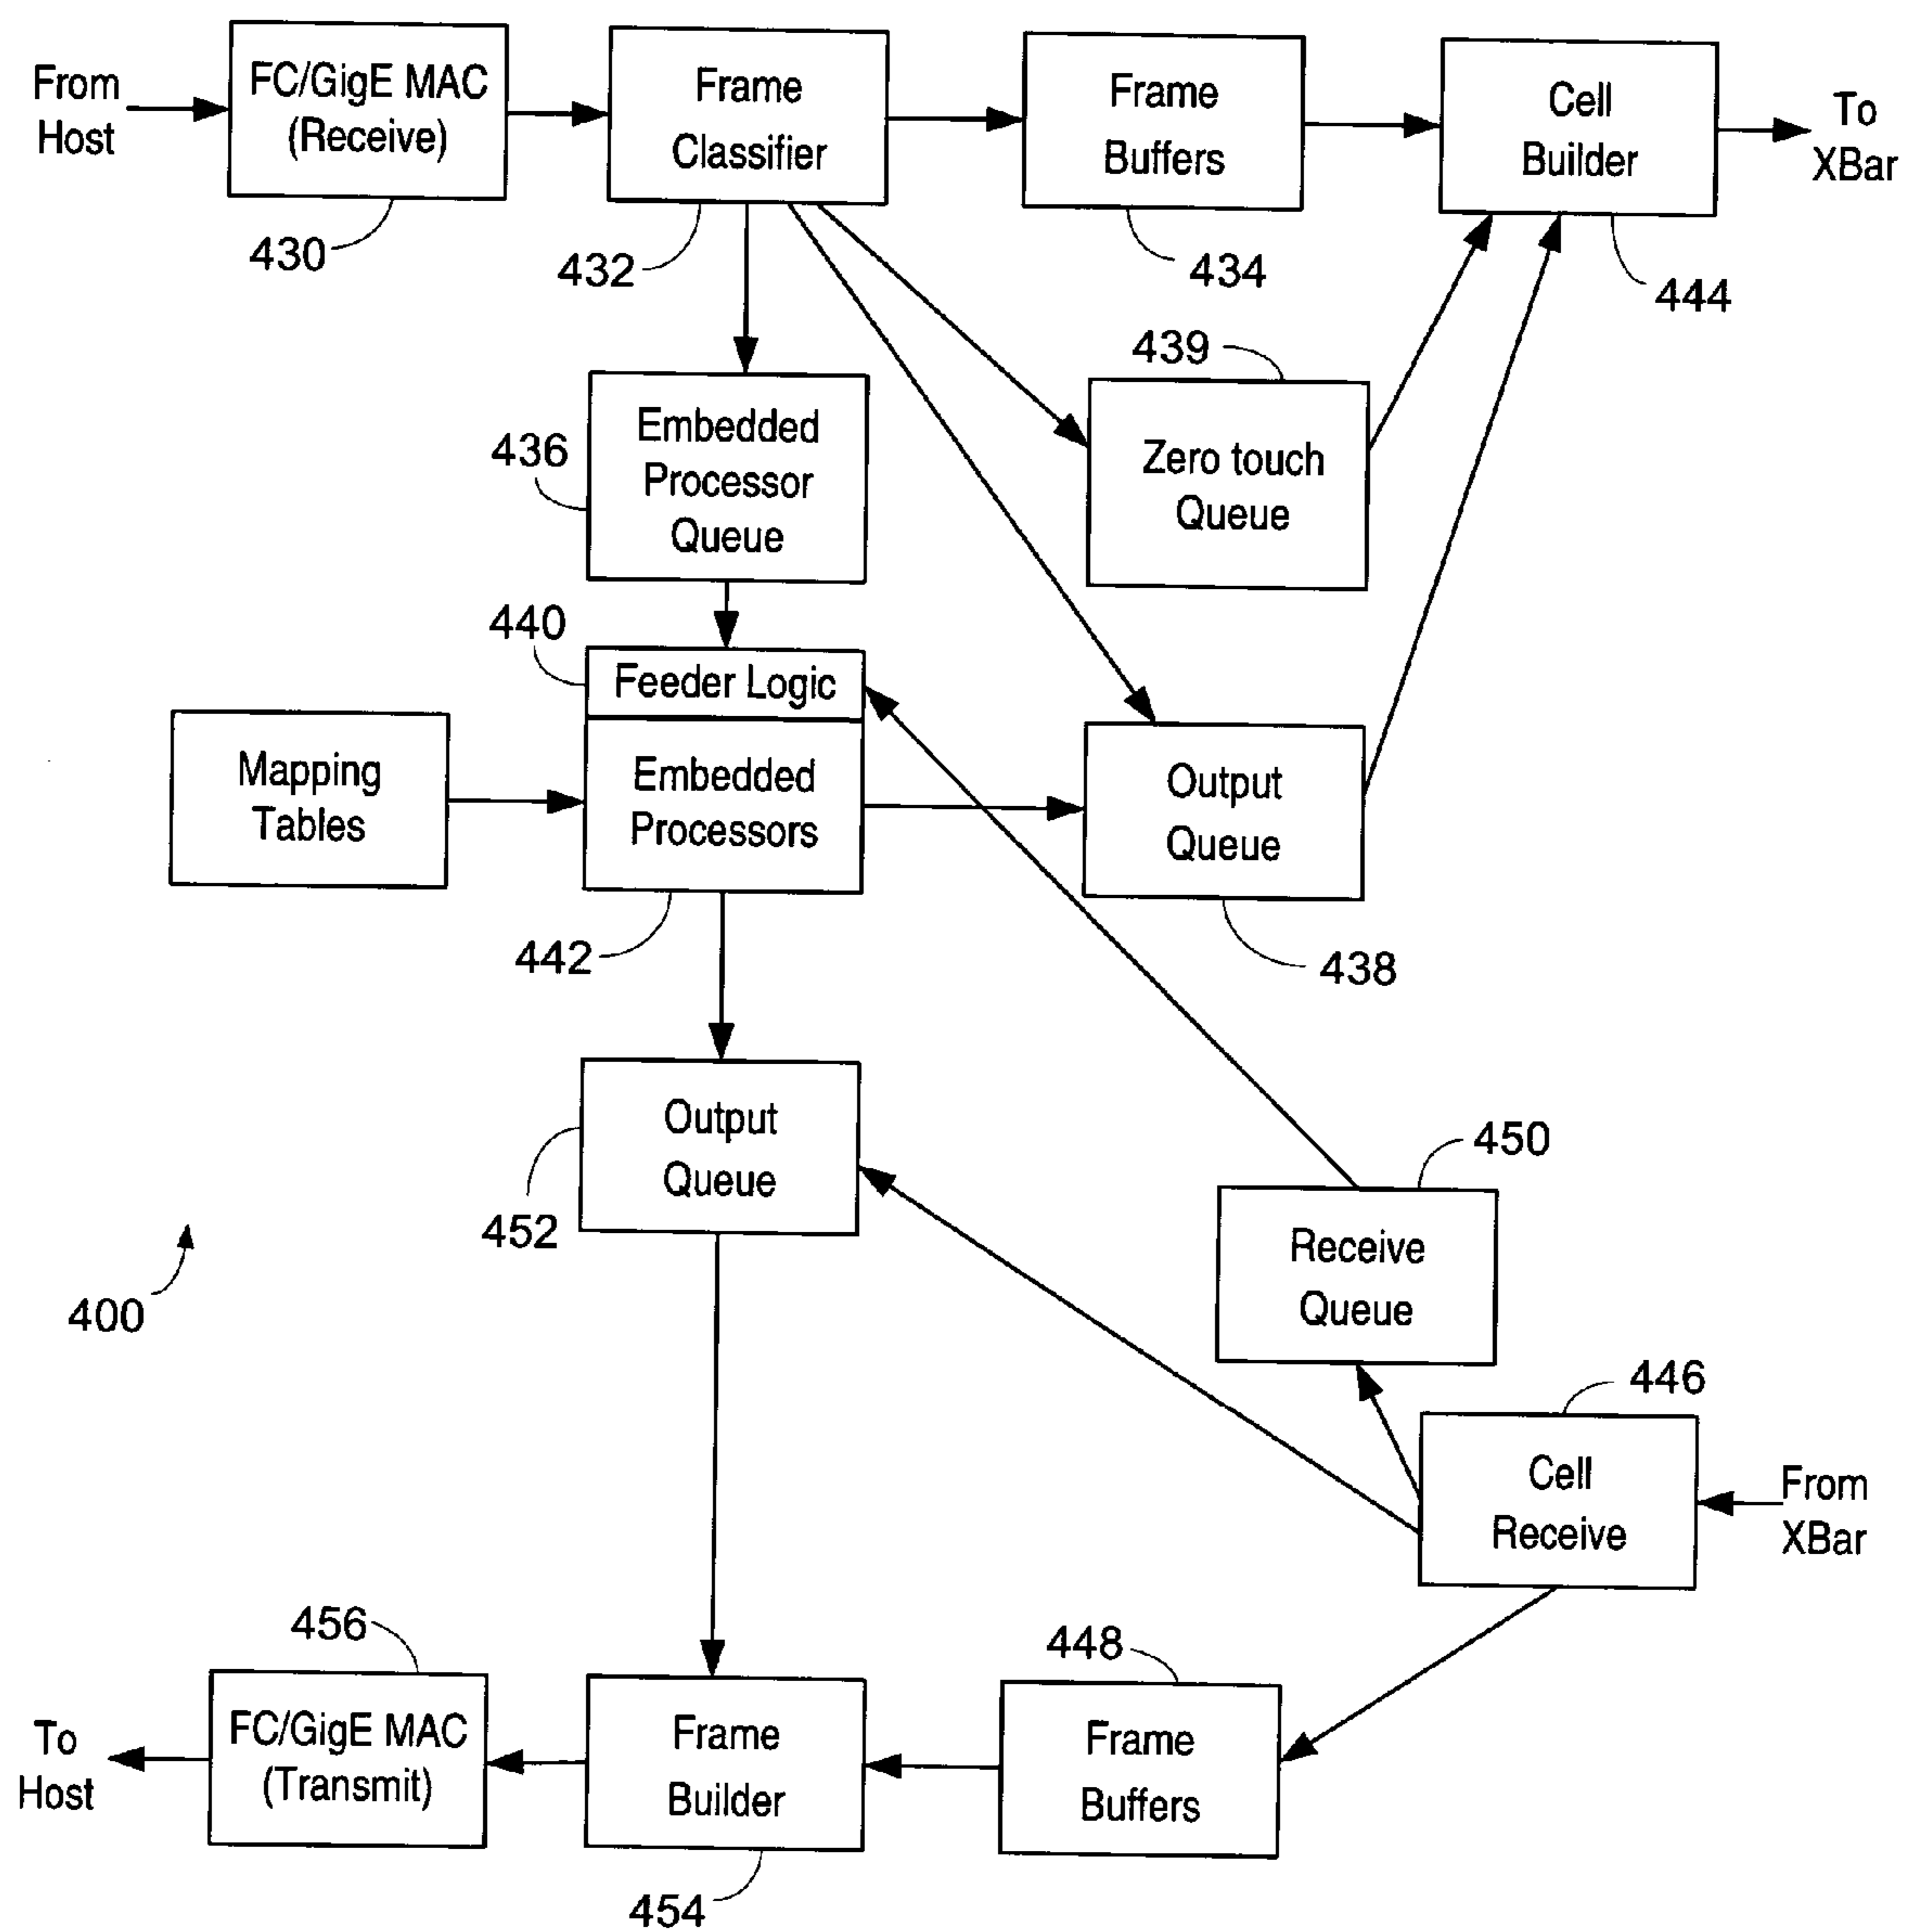 From
Host
FC/GigE MAC
(Receive)
430
Frame
Classifier
432
Frame
Buffers
434
Cell
Builder
444
To
XBar
439
Zero touch
Queue
436
Embedded
Processor
Queue
440
Feeder Logic
Mapping
Tables
Embedded
Processors
442
Output
Queue
438
Output
Queue
452
450
Receive
Queue
400
446
Cell
Receive
From
XBar
456
FC/GigE MAC
(Transmit)
To
Host
Frame
Builder
454
448
Frame
Buffers